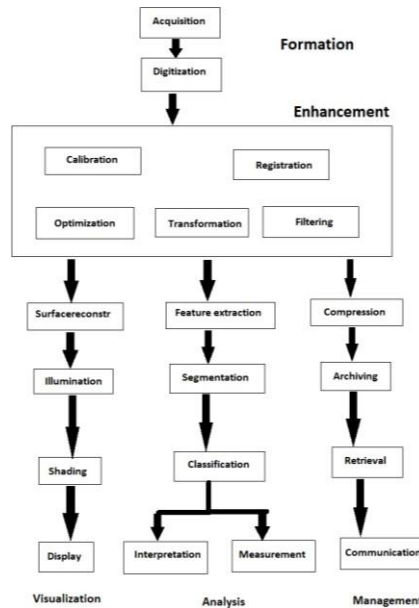 Acquisition
Formation
Digitization
Enhancement
Calibration
Registration
Optimization
Transformation
Filtering
Surfacereconstr
Feature extraction
Compression
Illumination
Segmentation
Archiving
Shading
Classification
Retrieval
Display
Interpretation
Measurement
Communication
Visualization
Analysis
Management